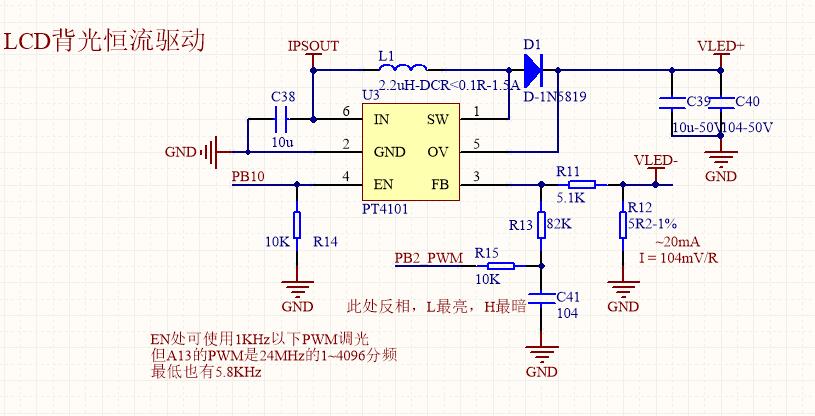 LCD背光恒流驱动
IPSOUT
L1
2.2uH-DCR<0.1R-1.5A
D1
D-1N5819
VLED+
C38
10u
U3
6
IN
SW
1
C39
10u-50V
C40
104-50V
GND
2
GND
OV
5
GND
PB10
4
EN
FB
3
R11
5.1K
VLED-
PT4101
10K
R14
R13
82K
R12
5R2-1%
~20mA
I = 104mV/R
PB2 PWM
R15
10K
GND
GND
此处反相，L最亮，H最暗
C41
104
EN处可使用1KHz以下PWM调光
但A13的PWM是24MHz的1~4096分频
最低也有5.8KHz
GND